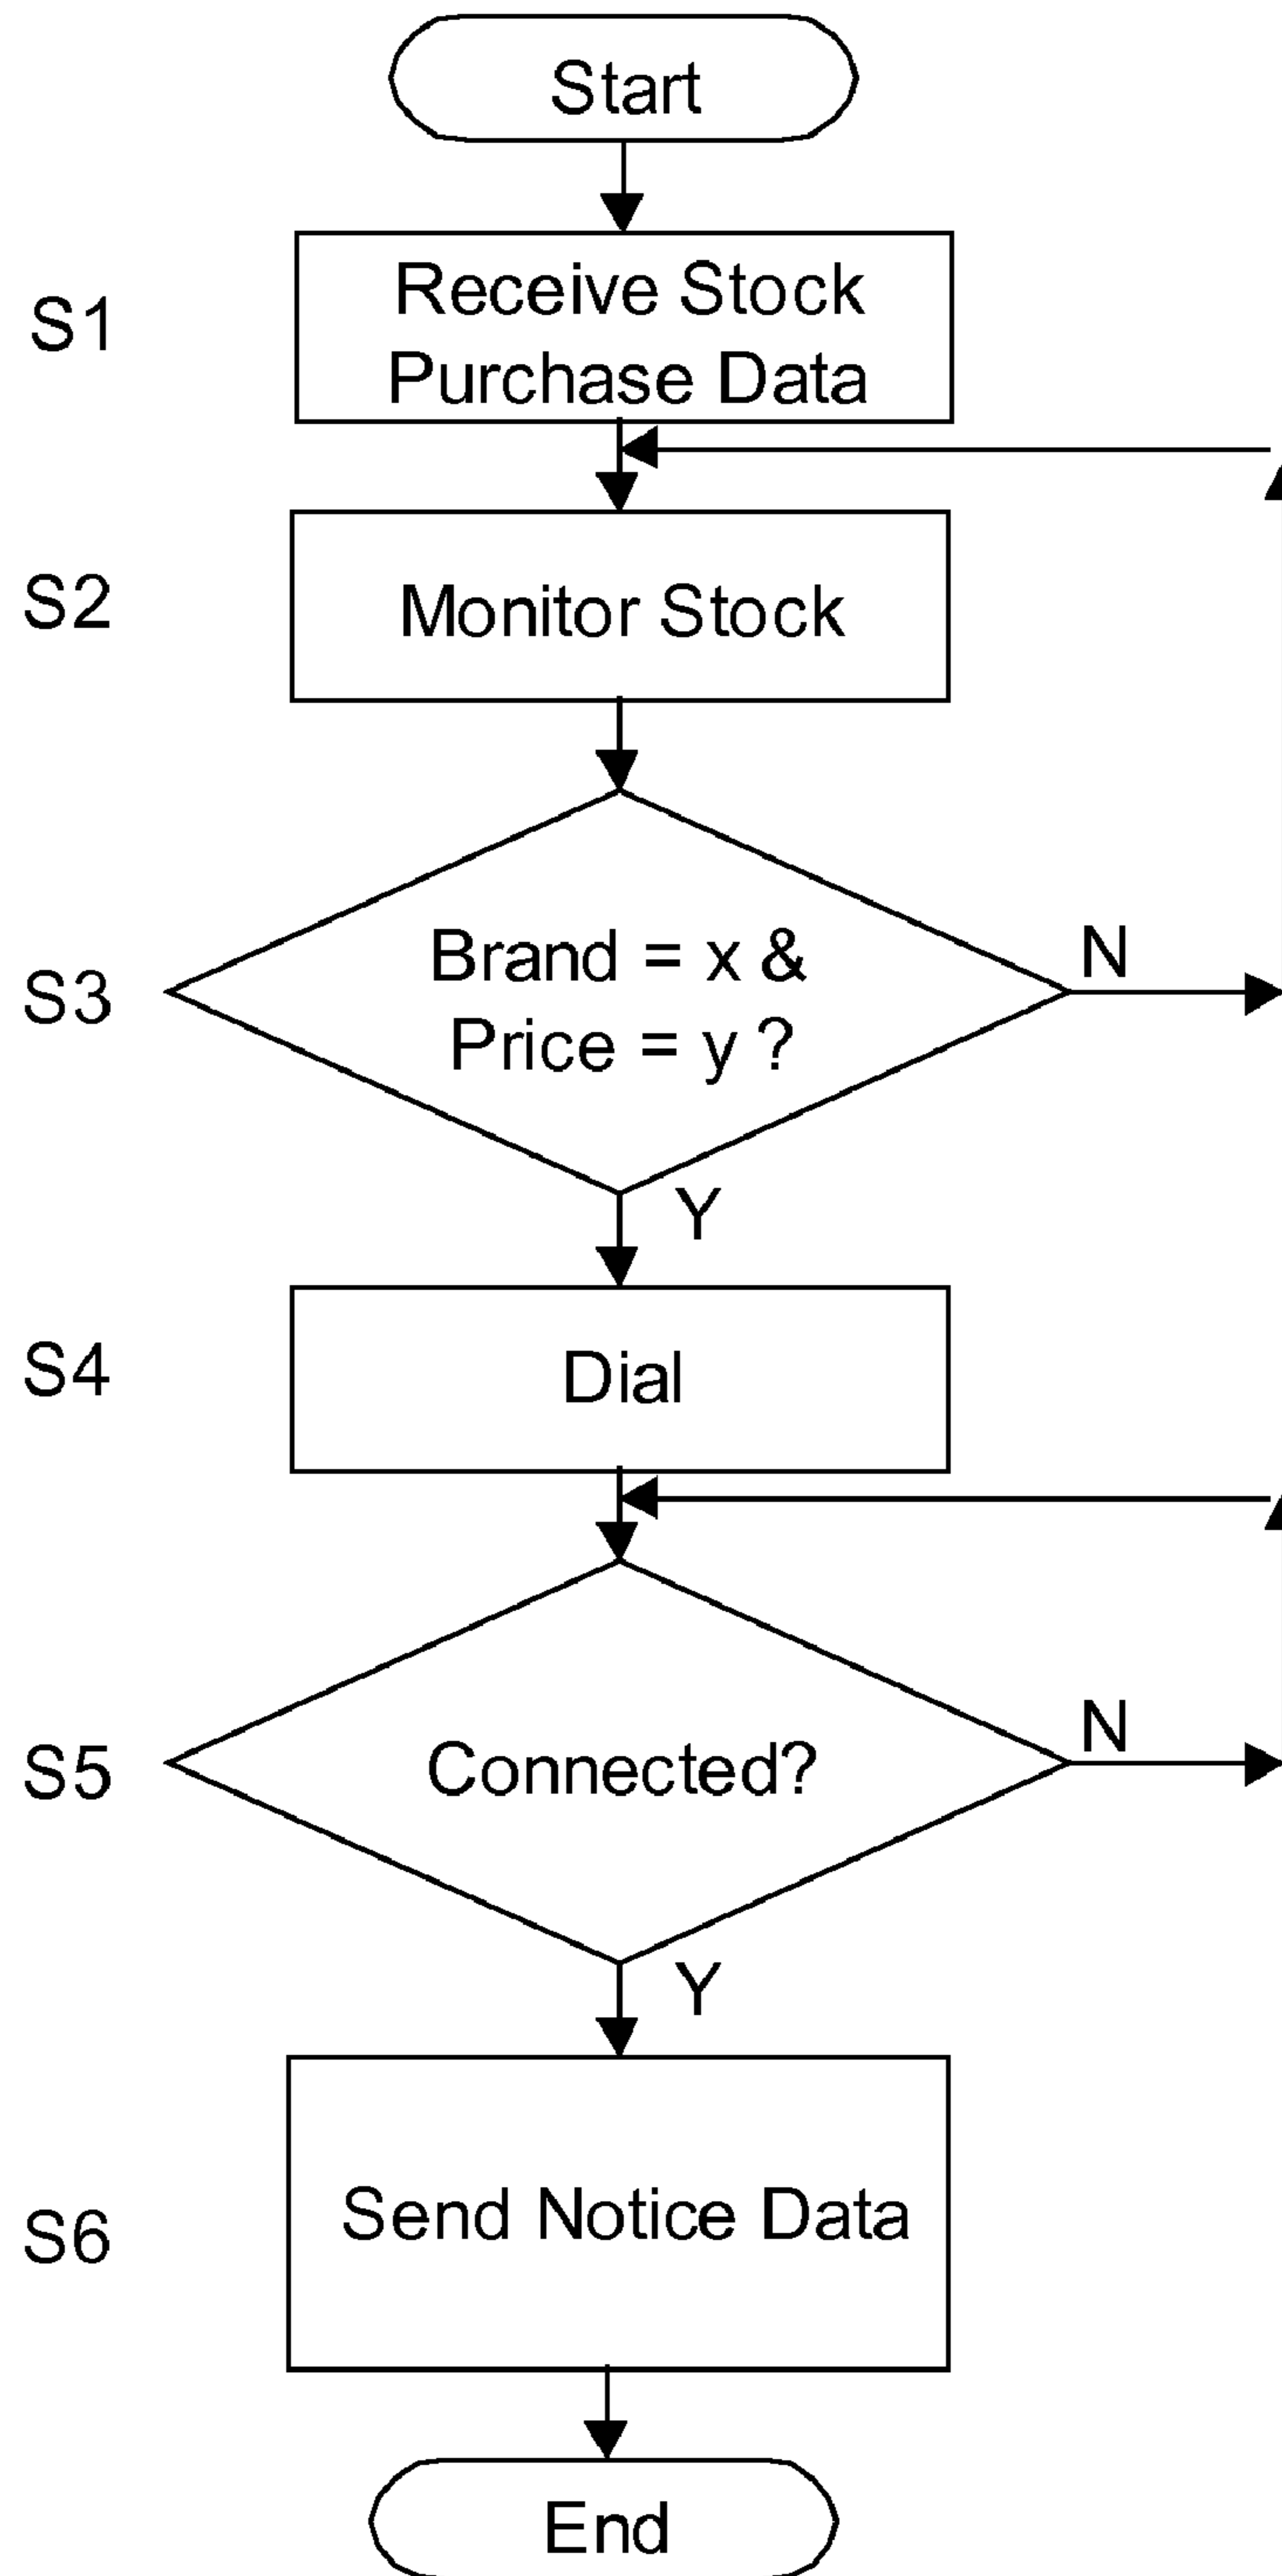 Start
S1
Receive Stock
Purchase Data
S2
Monitor Stock
S3
Brand = x &
Price = y ?
N
Y
S4
Dial
S5
Connected?
N
Y
S6
Send Notice Data
End